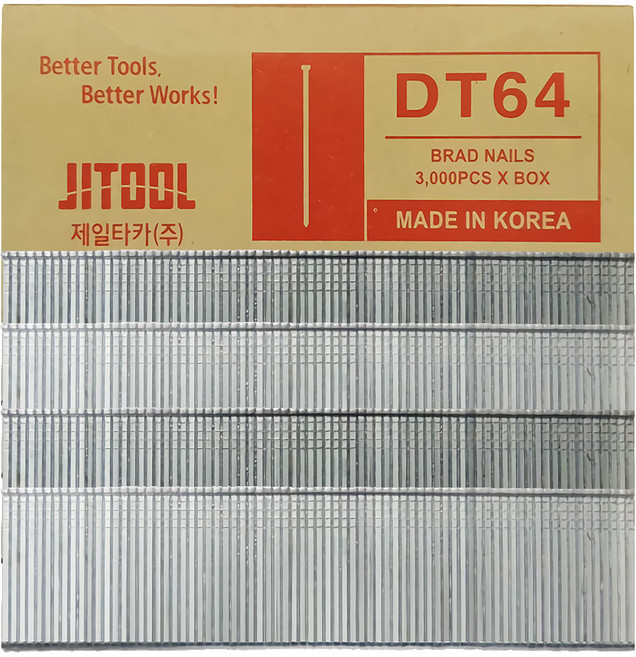 Better Tools,
Better Works!
JITOOL
제일타카(주)
DT64
BRAD NAILS
3,000PCS X BOX
MADE IN KOREA